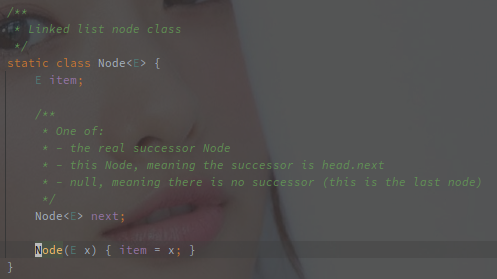 /**
* Linked list node class
*/
static class Node<E> {
E item;
/**
* One of:
* - the real successor Node
* - this Node, meaning the successor is head.next
* - null, meaning there is no successor (this is the last node)
*/
Node<E> next;
Node(E x) { item = x; }
}